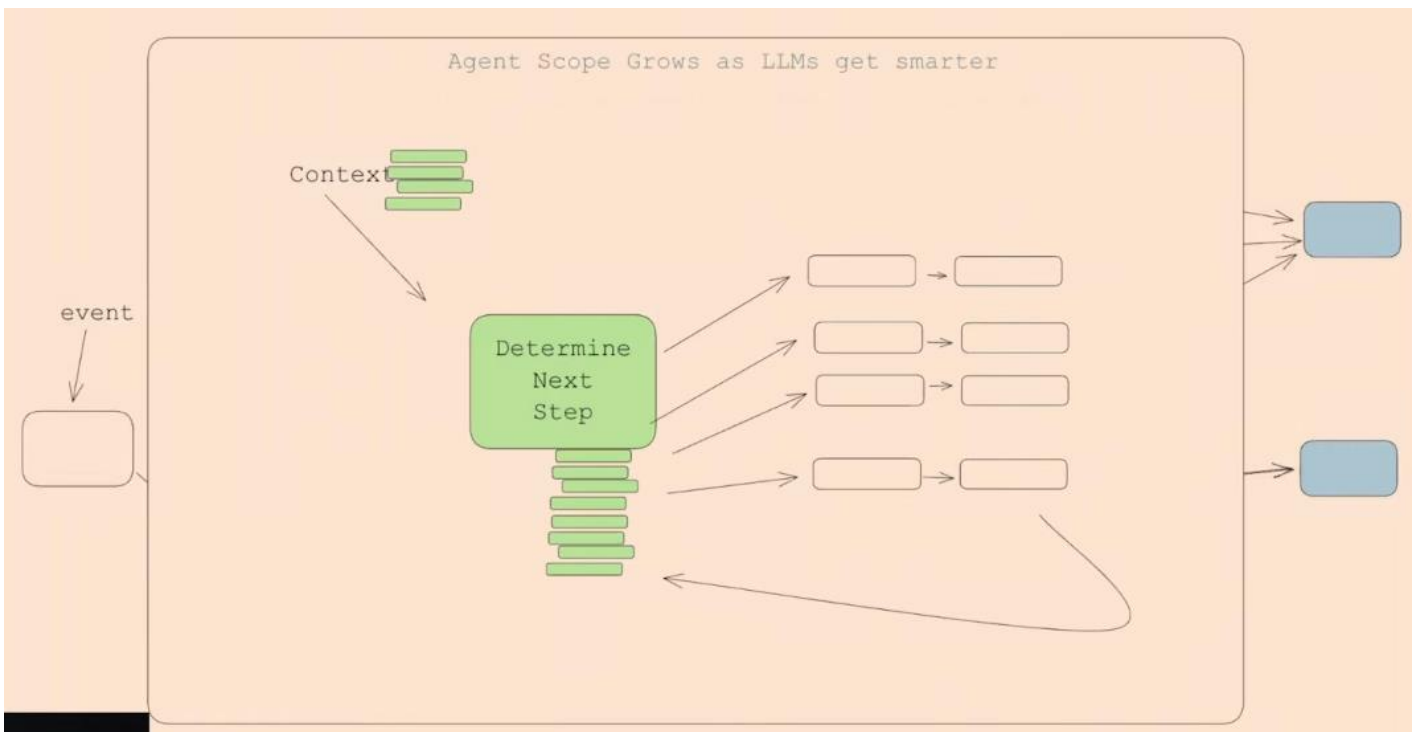 Agent Scope Grows as LLMs get smarter
Context
event
Determine
Next
Step